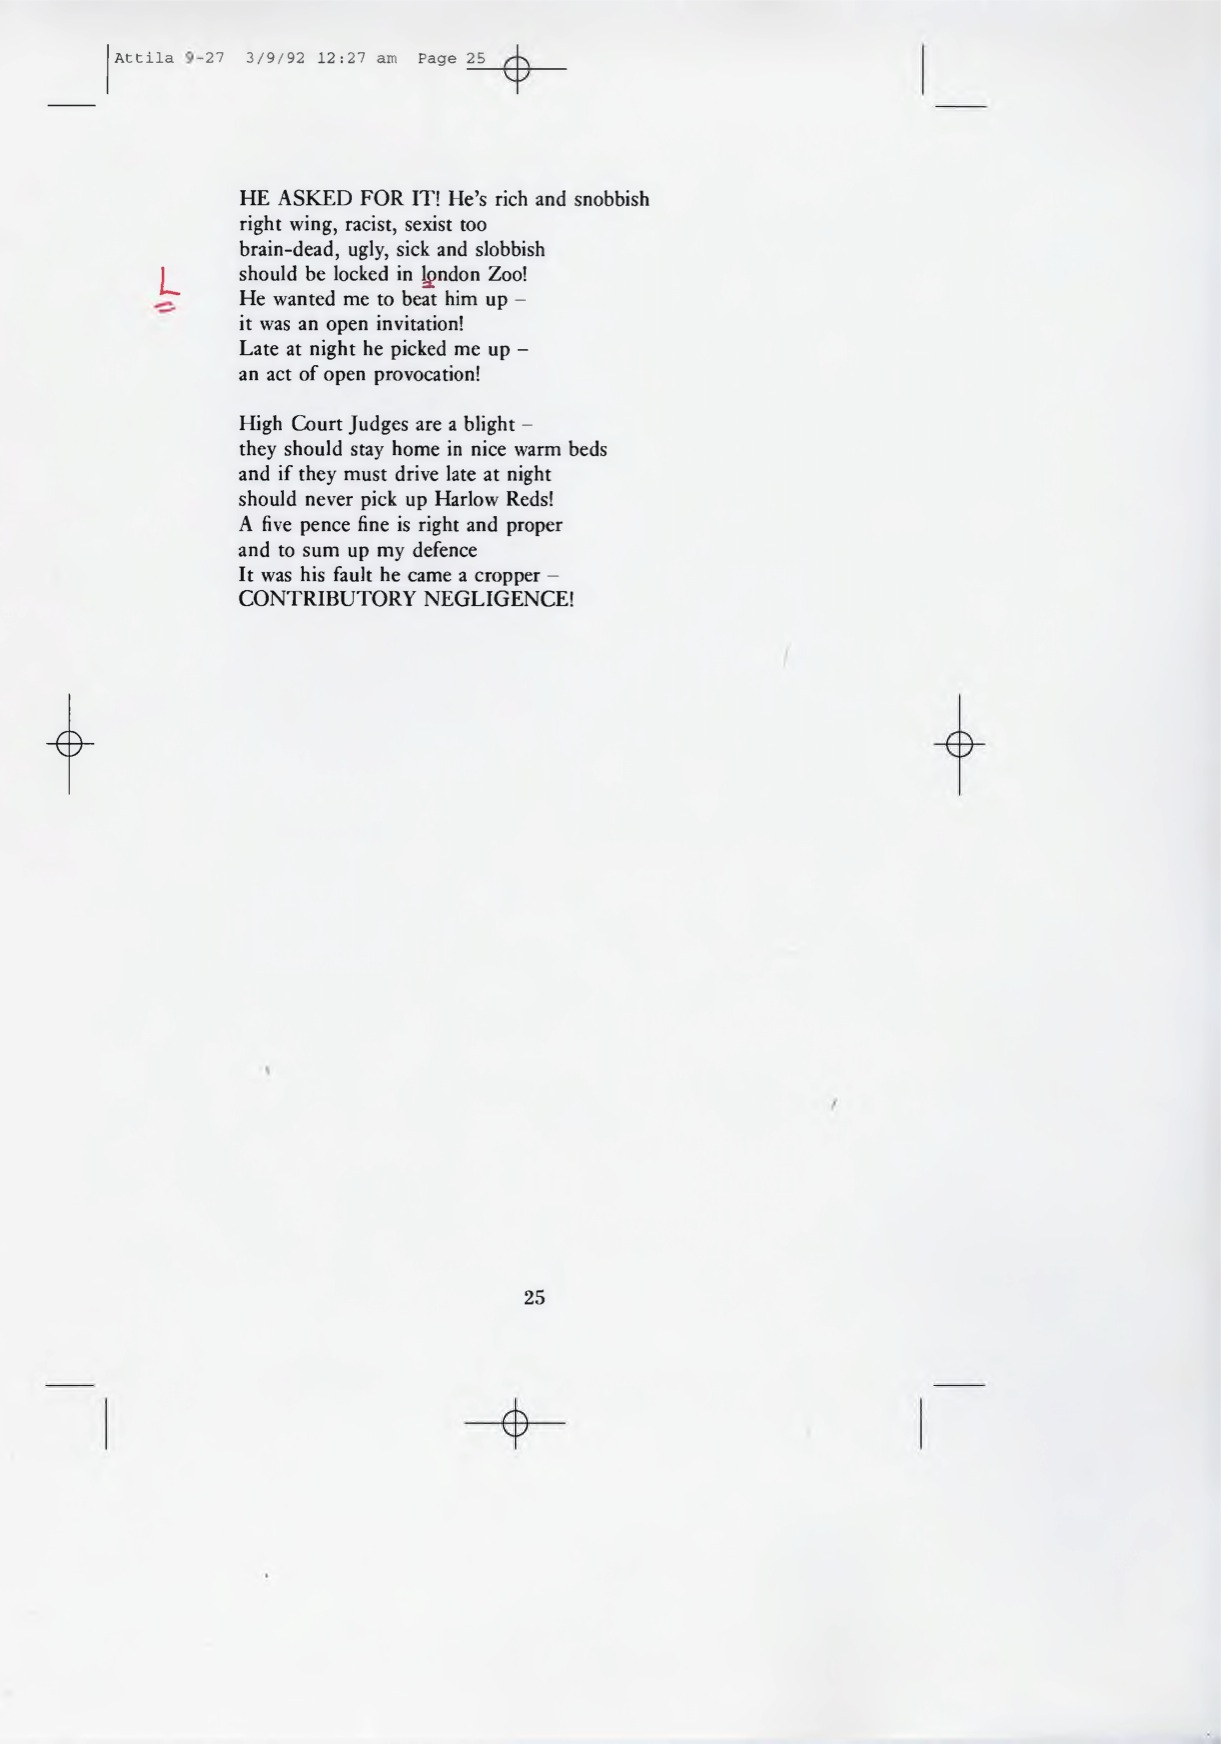 Attila 9-27 3/9/92 12:27 am Page 25
HE ASKED FOR IT! He's rich and snobbish
right wing, racist, sexist too
brain-dead, ugly, sick and slobbish
should be locked in london Zoo!
L
He wanted me to beat him up –
it was an open invitation!
Late at night he picked me up –
an act of open provocation!

High Court Judges are a blight –
they should stay home in nice warm beds
and if they must drive late at night
should never pick up Harlow Reds!
A five pence fine is right and proper
and to sum up my defence
It was his fault he came a cropper –
CONTRIBUTORY NEGLIGENCE!
25